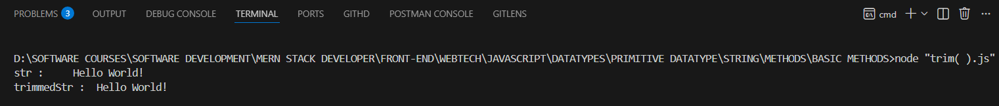 PROBLEMS 3 OUTPUT DEBUG CONSOLE TERMINAL PORTS GITHD POSTMAN CONSOLE GITLENS cmd
D:\SOFTWARE COURSES\SOFTWARE DEVELOPMENT\MERN STACK DEVELOPER\FRONT-END\WEBTECH\JAVASCRIPT\DATATYPES\PRIMITIVE DATATYPE\STRING\METHODS\BASIC METHODS>node "trim( ).js"
str :     Hello World!
trimmedStr :  Hello World!